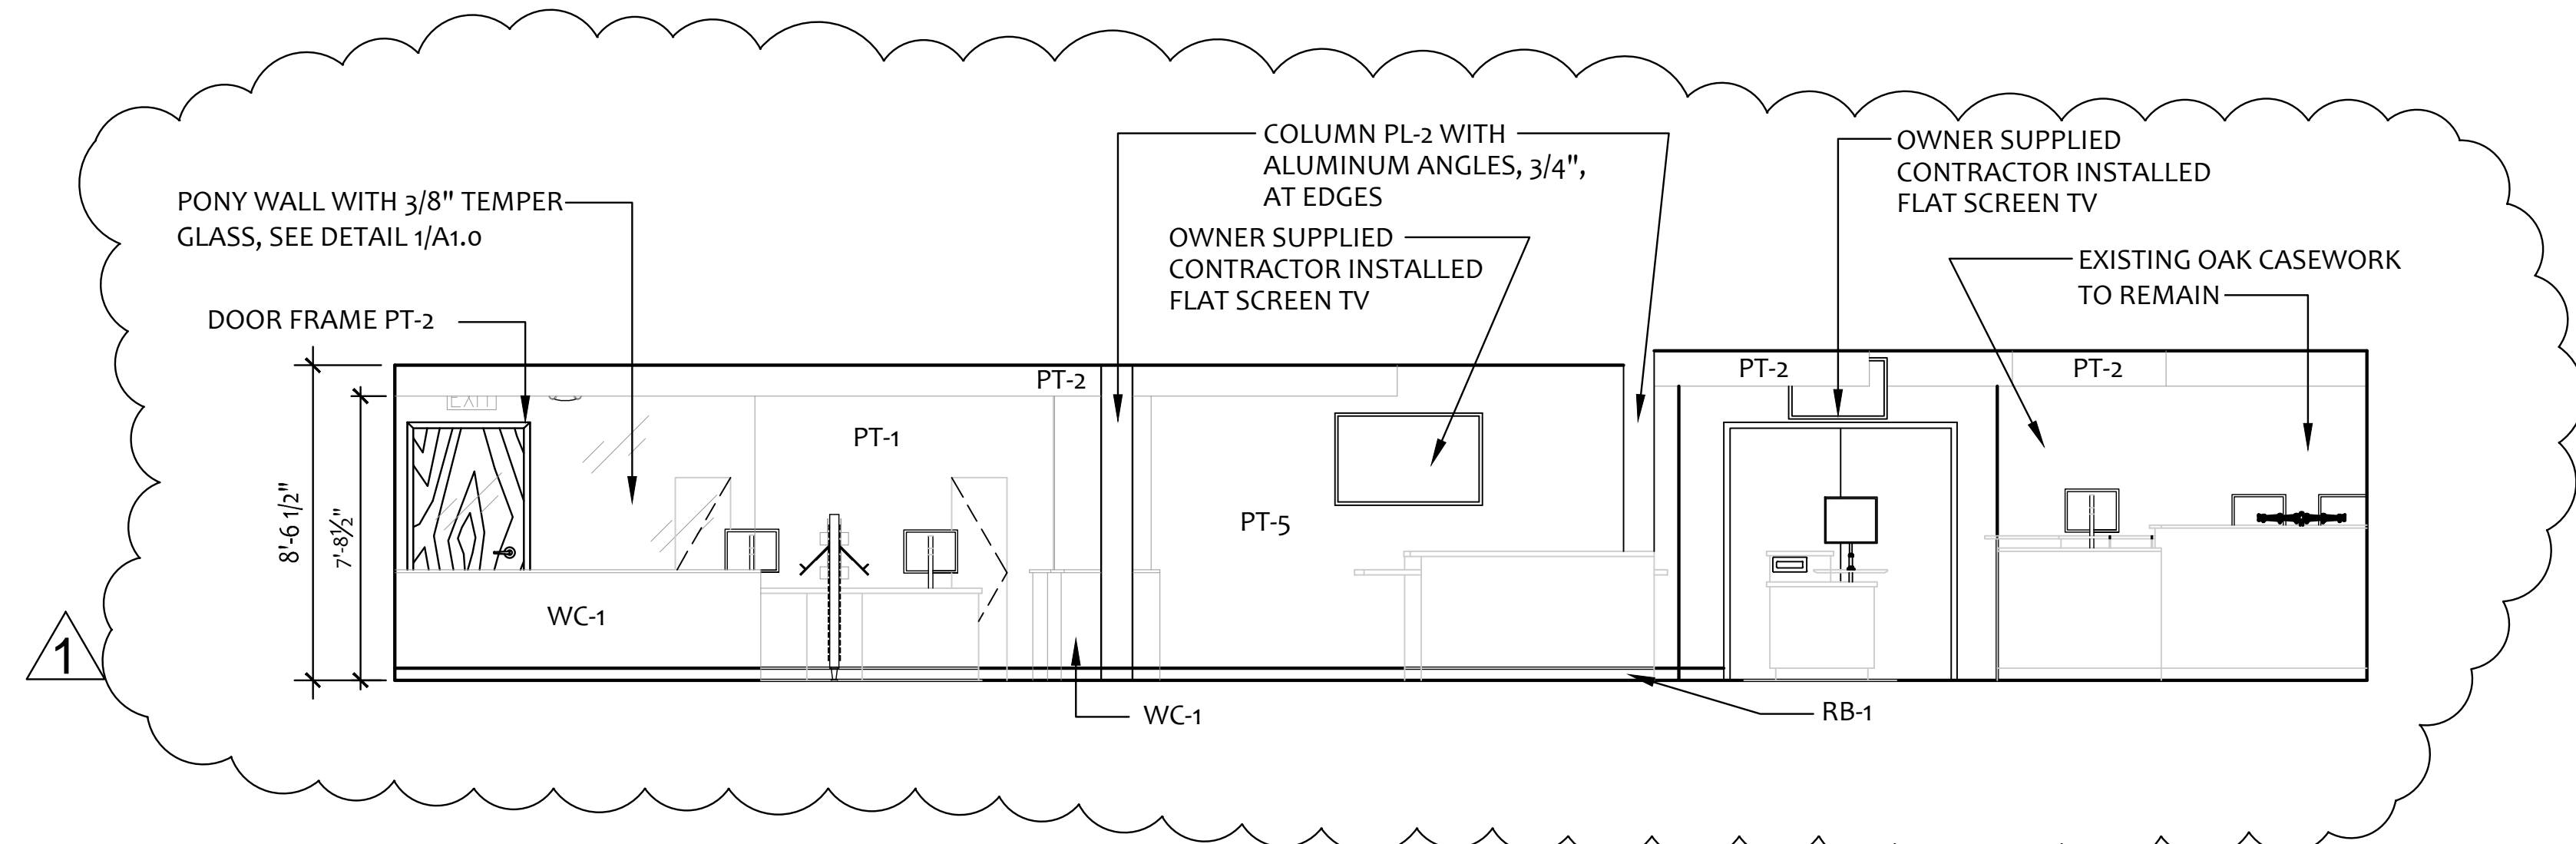 COLUMN PL-2 WITH
ALUMINUM ANGLES, 3/4",
AT EDGES
OWNER SUPPLIED
CONTRACTOR INSTALLED
FLAT SCREEN TV
PONY WALL WITH 3/8" TEMPER
GLASS, SEE DETAIL 1/A1.0
OWNER SUPPLIED
CONTRACTOR INSTALLED
FLAT SCREEN TV
EXISTING OAK CASEWORK
TO REMAIN
DOOR FRAME PT-2
PT-2
PT-2
PT-2
EXIT
PT-1
8'-6 1/2"
7'-8½"
PT-5
WC-1
1
WC-1
RB-1